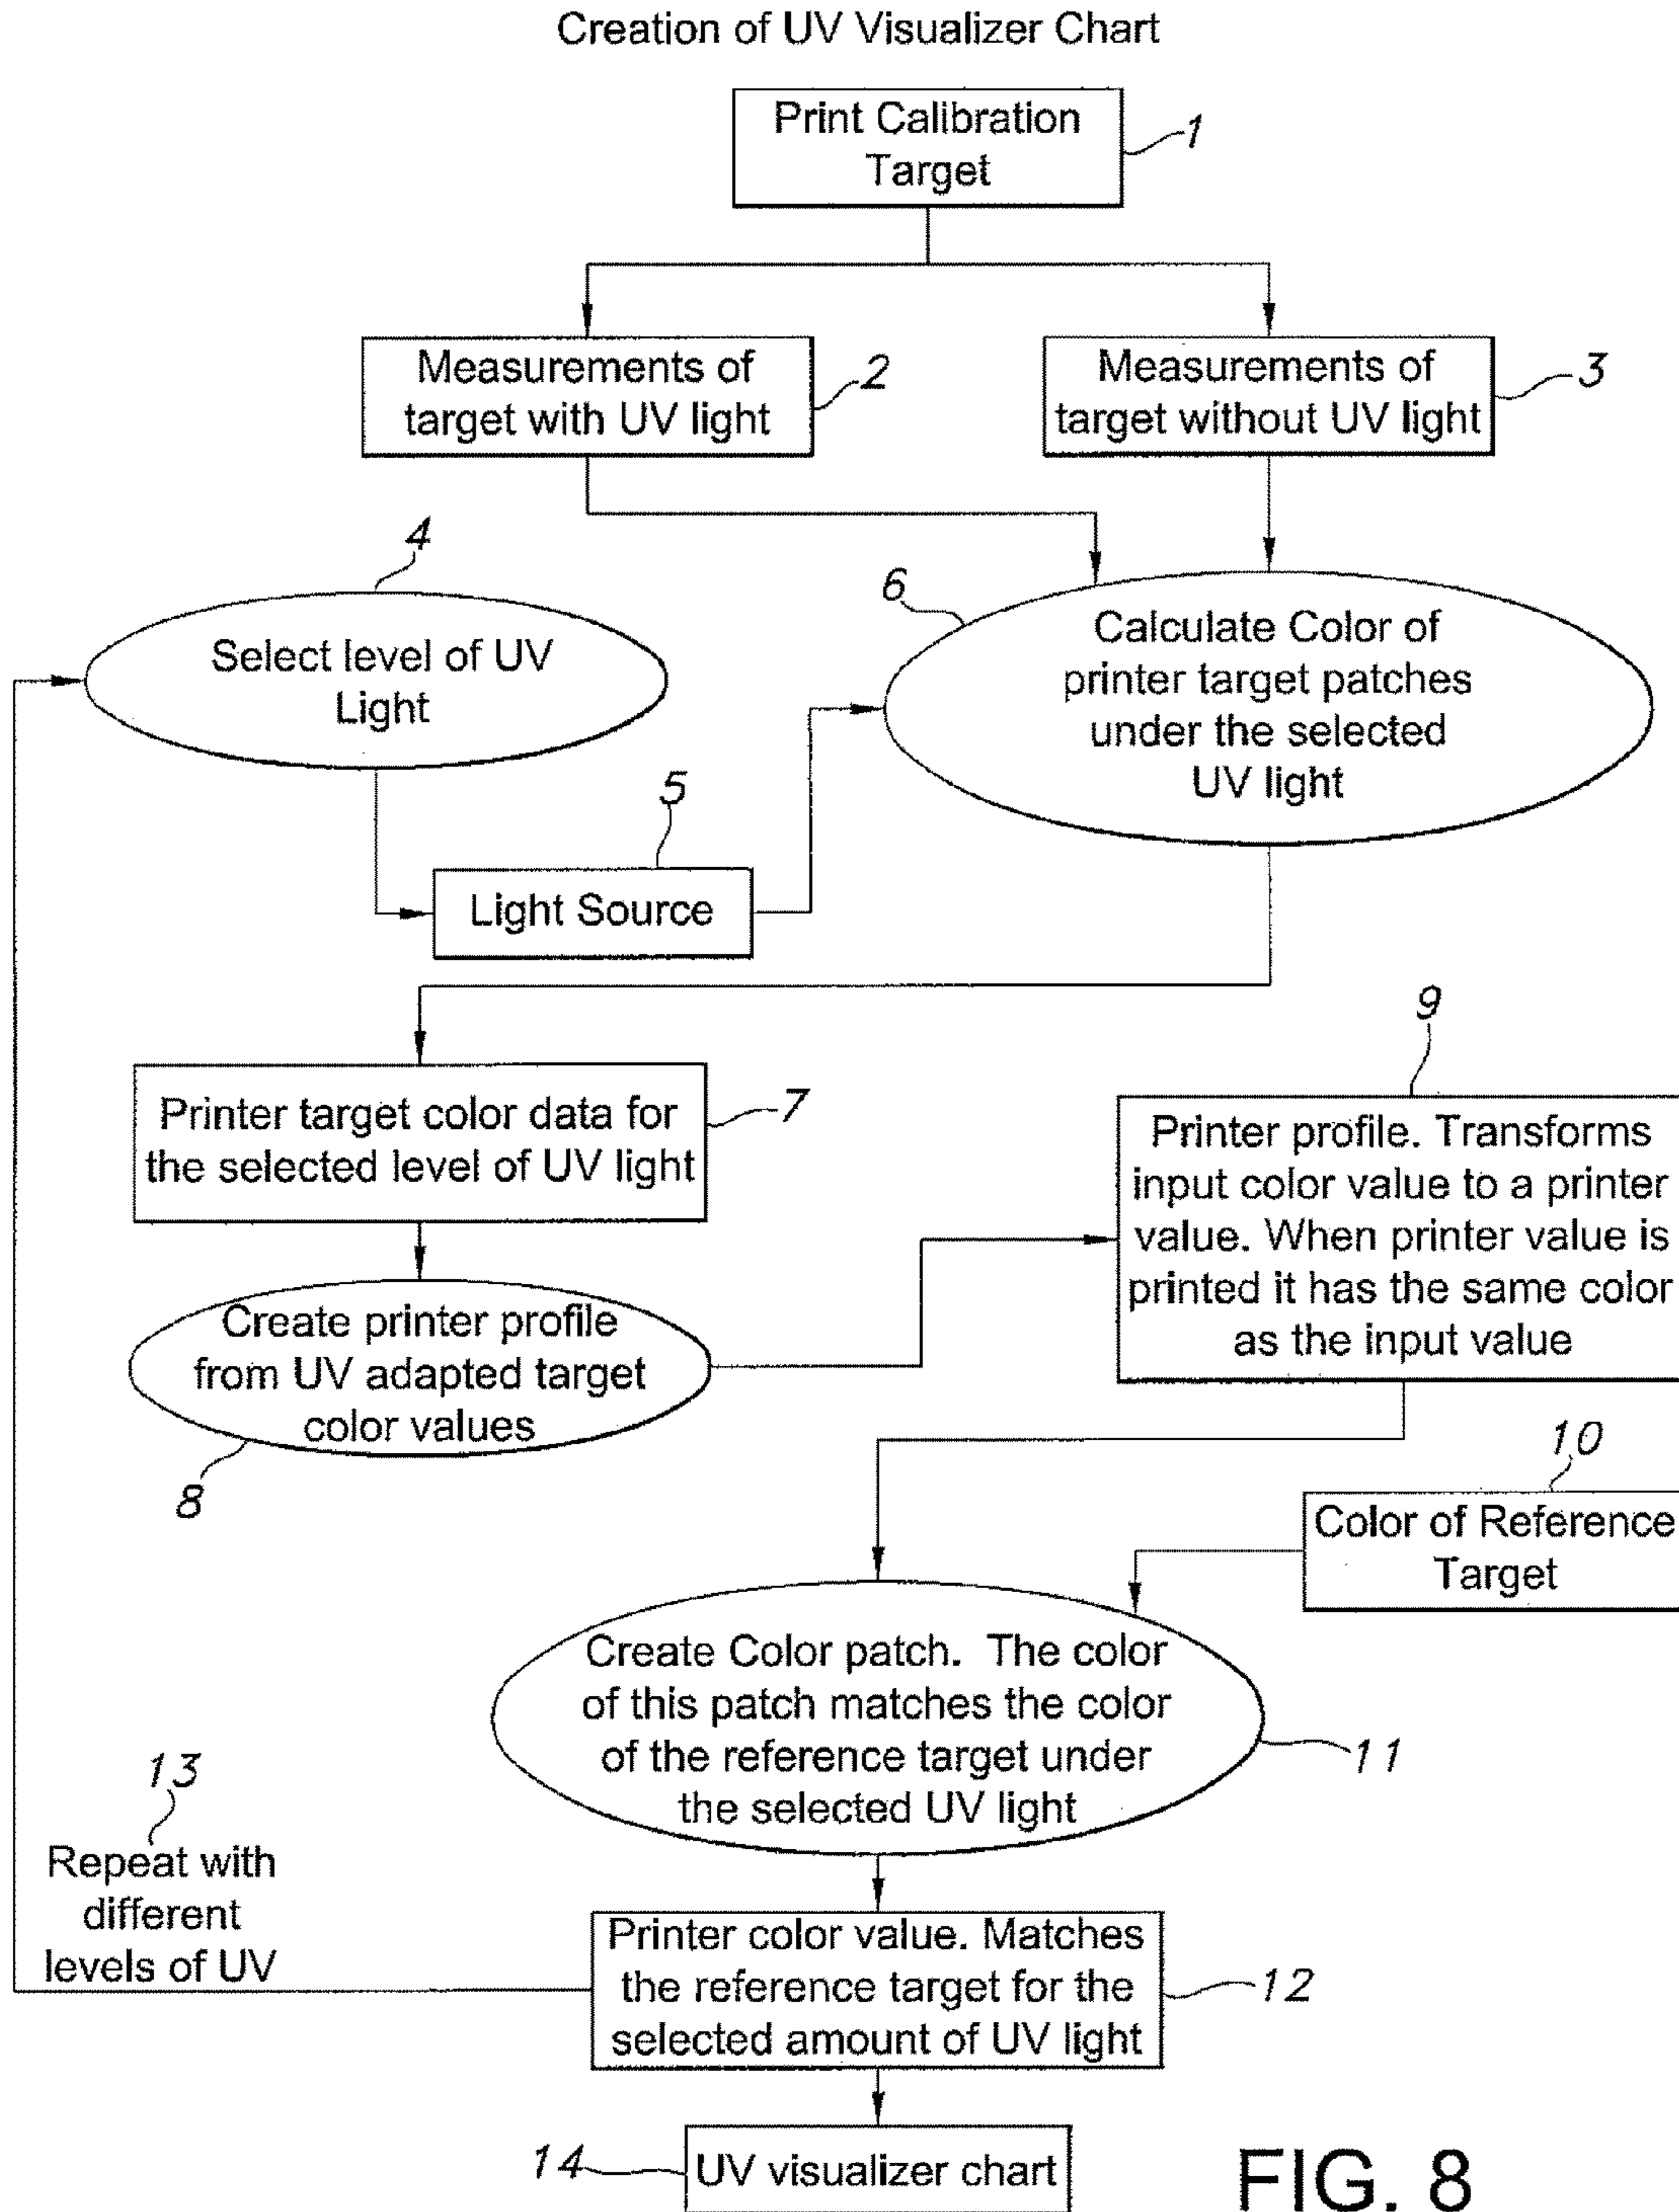 Creation of UV Visualizer Chart
Print Calibration
Target
1
Measurements of
target with UV light
2
Measurements of
target without UV light
3
4
Select level of UV
Light
5
Light Source
6
Calculate Color of
printer target patches
under the selected
UV light
Printer target color data for
the selected level of UV light
7
Create printer profile
from UV adapted target
color values
8
9
Printer profile. Transforms
input color value to a printer
value. When printer value is
printed it has the same color
as the input value
10
Color of Reference
Target
Create Color patch. The color
of this patch matches the color
of the reference target under
the selected UV light
11
13
Repeat with
different
levels of UV
Printer color value. Matches
the reference target for the
selected amount of UV light
12
14
UV visualizer chart
FIG. 8